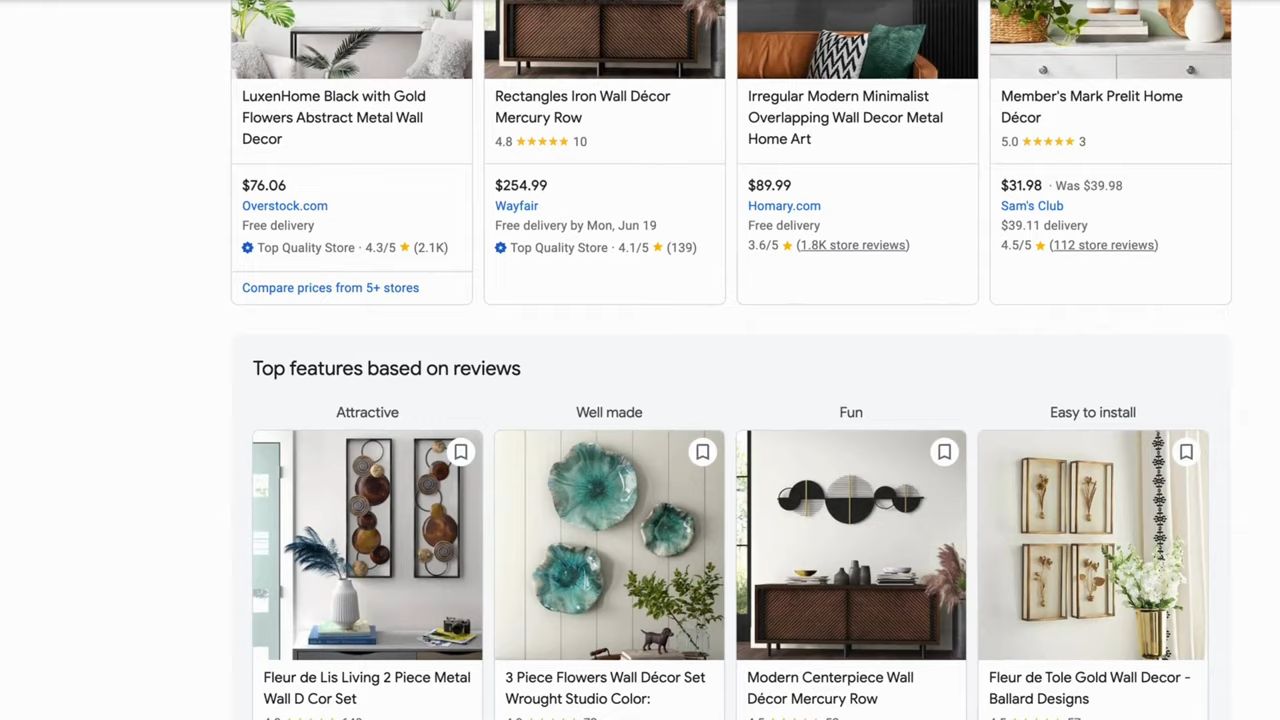 LuxenHome Black with Gold
Flowers Abstract Metal Wall
Decor
$76.06
Overstock.com
Free delivery
Top Quality Store · 4.3/5 ★ (2.1K)
Compare prices from 5+ stores
Rectangles Iron Wall Décor
Mercury Row
4.8 ★★★★★ 10
$254.99
Wayfair
Free delivery by Mon, Jun 19
Top Quality Store · 4.1/5 ★ (139)
Irregular Modern Minimalist
Overlapping Wall Decor Metal
Home Art
$89.99
Homary.com
Free delivery
3.6/5 ★ (1.8K store reviews)
Member's Mark Prelit Home
Décor
5.0 ★★★★★ 3
$31.98 · Was $39.98
Sam's Club
$39.11 delivery
4.5/5 ★ (112 store reviews)
Top features based on reviews
Attractive
Fleur de Lis Living 2 Piece Metal
Wall D Cor Set
Well made
3 Piece Flowers Wall Décor Set
Wrought Studio Color:
Fun
Modern Centerpiece Wall
Décor Mercury Row
Easy to install
Fleur de Tole Gold Wall Decor -
Ballard Designs